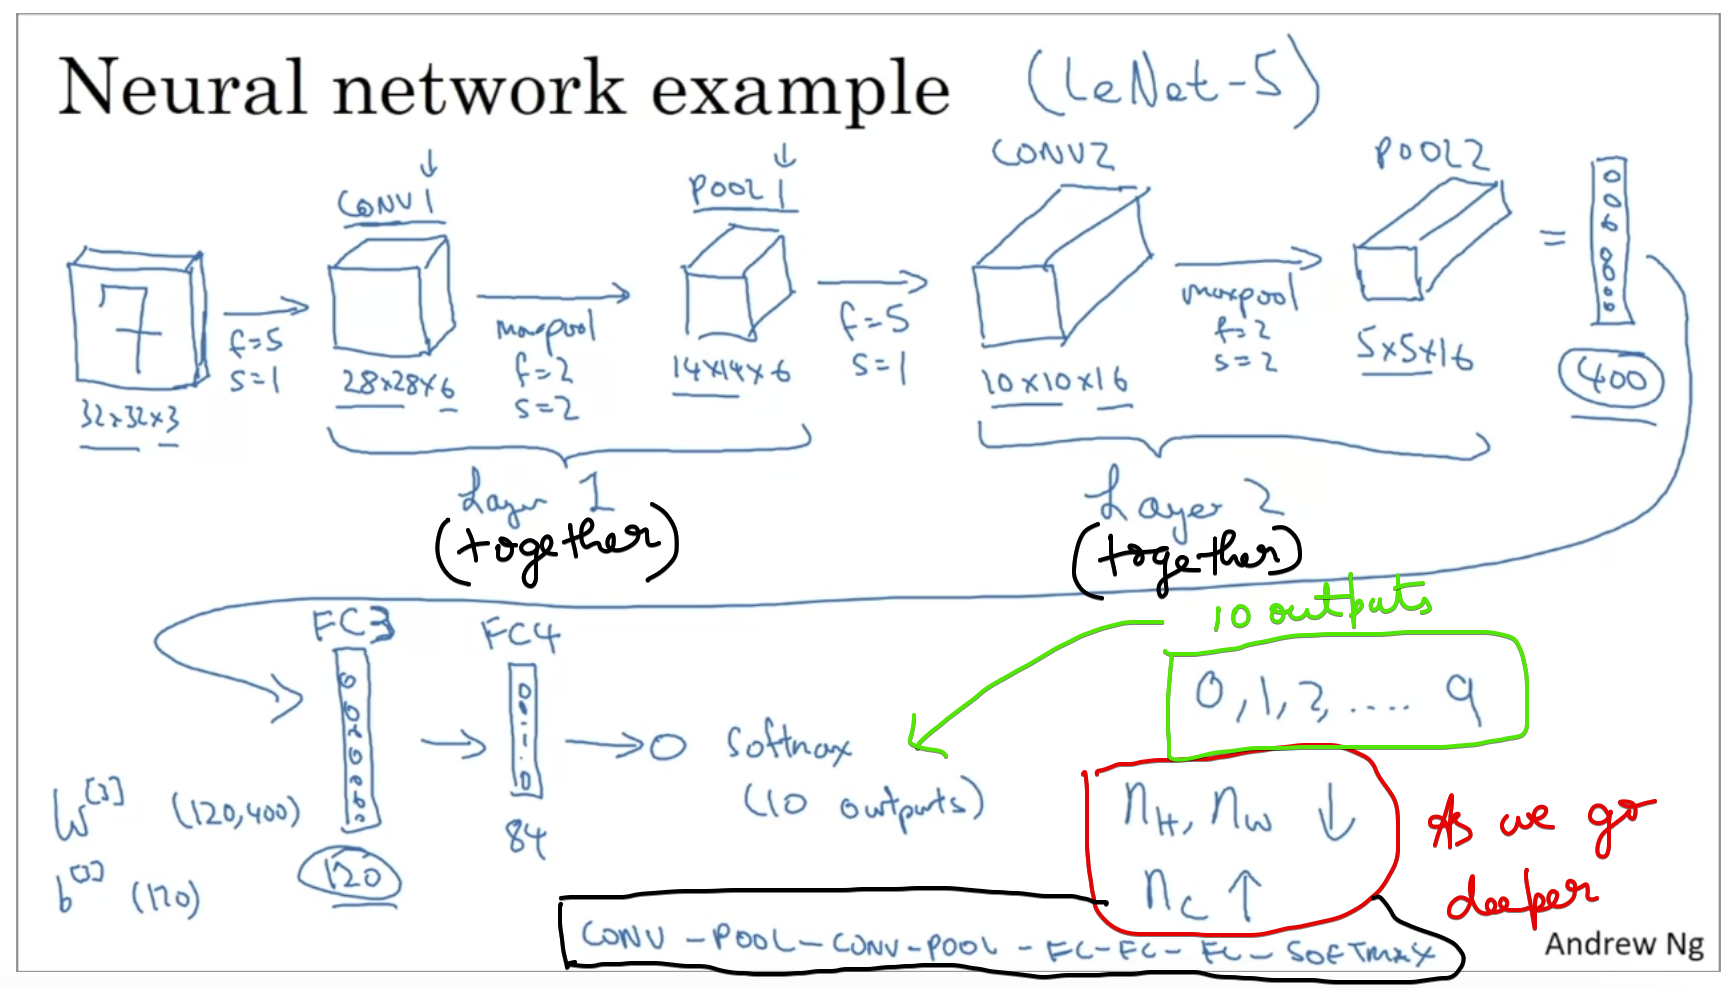 Neural network example (LeNet-5)
CONV1
POOL1
CONV2
POOL2
7
f=5
s=1
maxpool
f=2
s=2
f=5
s=1
maxpool
f=2
s=2
=
32x32x3
28x28x6
14x14x6
10x10x16
5x5x16
400
Layer 1
(together)
Layer 2
(together)
10 outputs
0,1,2,.... 9
FC3
FC4
Softmax
(10 outputs)
W[3] (120,400)
b[3] (120)
120
84
nH, nW ↓
nC ↑
As we go
deeper
CONV-POOL-CONV-POOL-FC-FC-FC-SOFTMAX
Andrew Ng